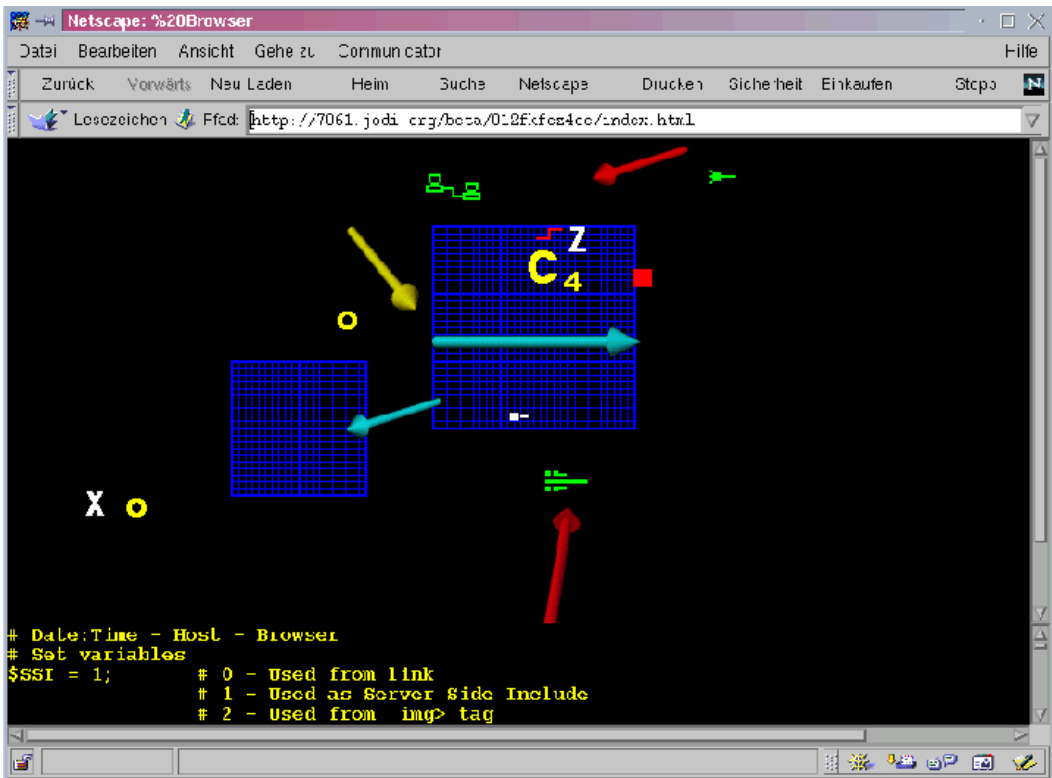 Netscape: %20Browser
Datei Bearbeiten Ansicht Gehe zu Communicator Hilfe
Zurück Vorwärts Neu Laden Heim Suche Netscape Drucken Sicherheit Einkaufen Stopp N
Lesezeichen Pfad: http://7061.jodi.org/beta/
Z
C
4
X
# Date:Time - Host - Browser
# Set variables
$SSI = 1; # 0 - Used from link
# 1 - Used as Server Side Include
# 2 - Used from img> tag